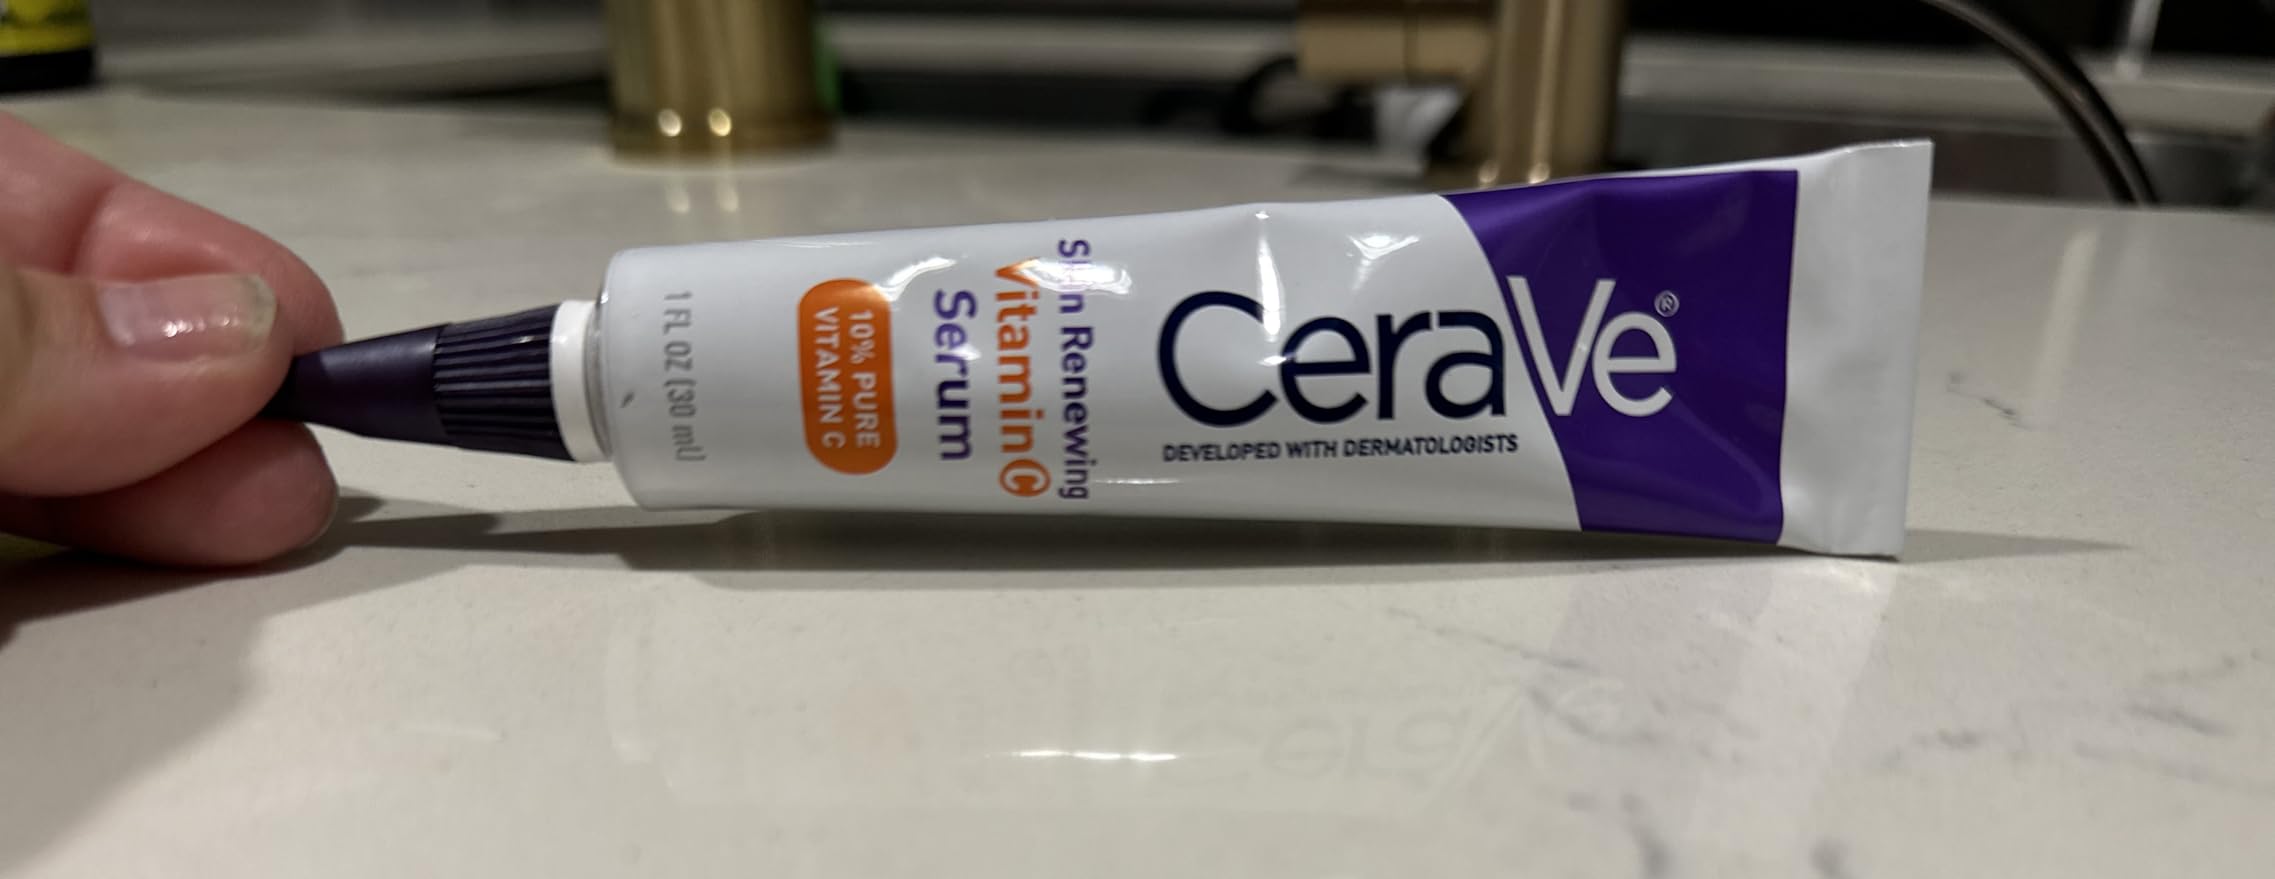 CeraVe®
DEVELOPED WITH DERMATOLOGISTS
Skin Renewing
Vitamin C
Serum
10% PURE
VITAMIN C
1 FL OZ (30 ml)